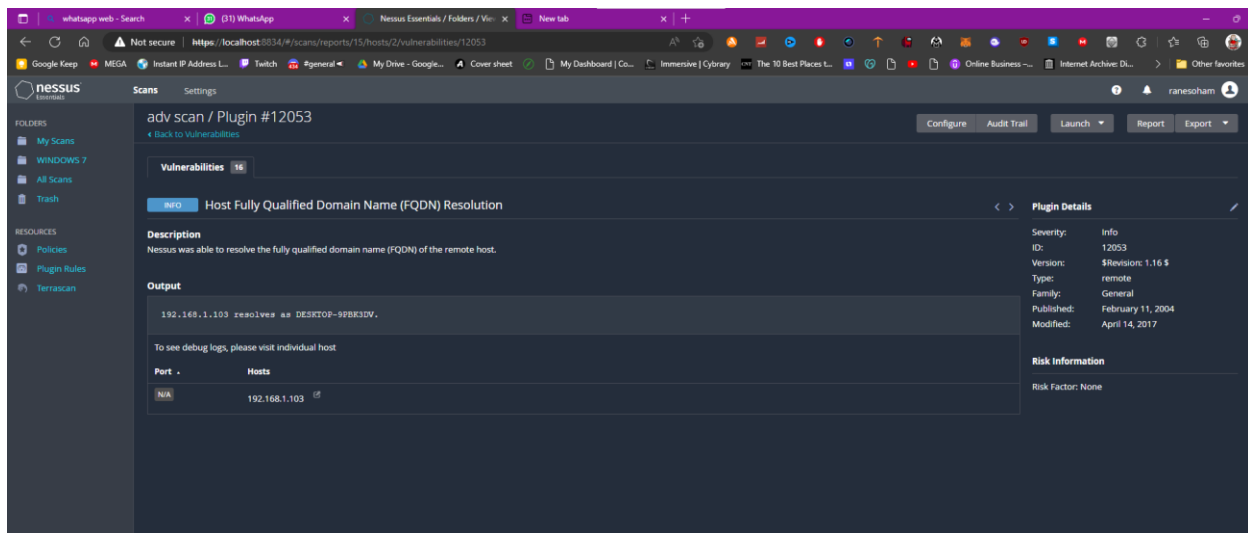 whatsapp web - Search
(31) WhatsApp
Nessus Essentials / Folders / Vie
New tab
Not secure | https://localhost:8834/#/scans/reports/15/hosts/2/vulnerabilities/12053
Google Keep MEGA Instant IP Address L... Twitch #general My Drive - Google... Cover sheet My Dashboard | Co... Immersive | Cybrary The 10 Best Places t... Online Business –... Internet Archive: Di... Other favorites
nessus
Essentials
Scans Settings
ranesoham
FOLDERS
My Scans
WINDOWS 7
All Scans
Trash
RESOURCES
Policies
Plugin Rules
Terrascan
adv scan / Plugin #12053
Back to Vulnerabilities
Configure Audit Trail Launch Report Export
Vulnerabilities 16
INFO Host Fully Qualified Domain Name (FQDN) Resolution
Description
Nessus was able to resolve the fully qualified domain name (FQDN) of the remote host.
Output
192.168.1.103 resolves as DESKTOP-9PBK3DV.
To see debug logs, please visit individual host
Port Hosts
N/A 192.168.1.103
Plugin Details
Severity: Info
ID: 12053
Version: $Revision: 1.16 $
Type: remote
Family: General
Published: February 11, 2004
Modified: April 14, 2017
Risk Information
Risk Factor: None